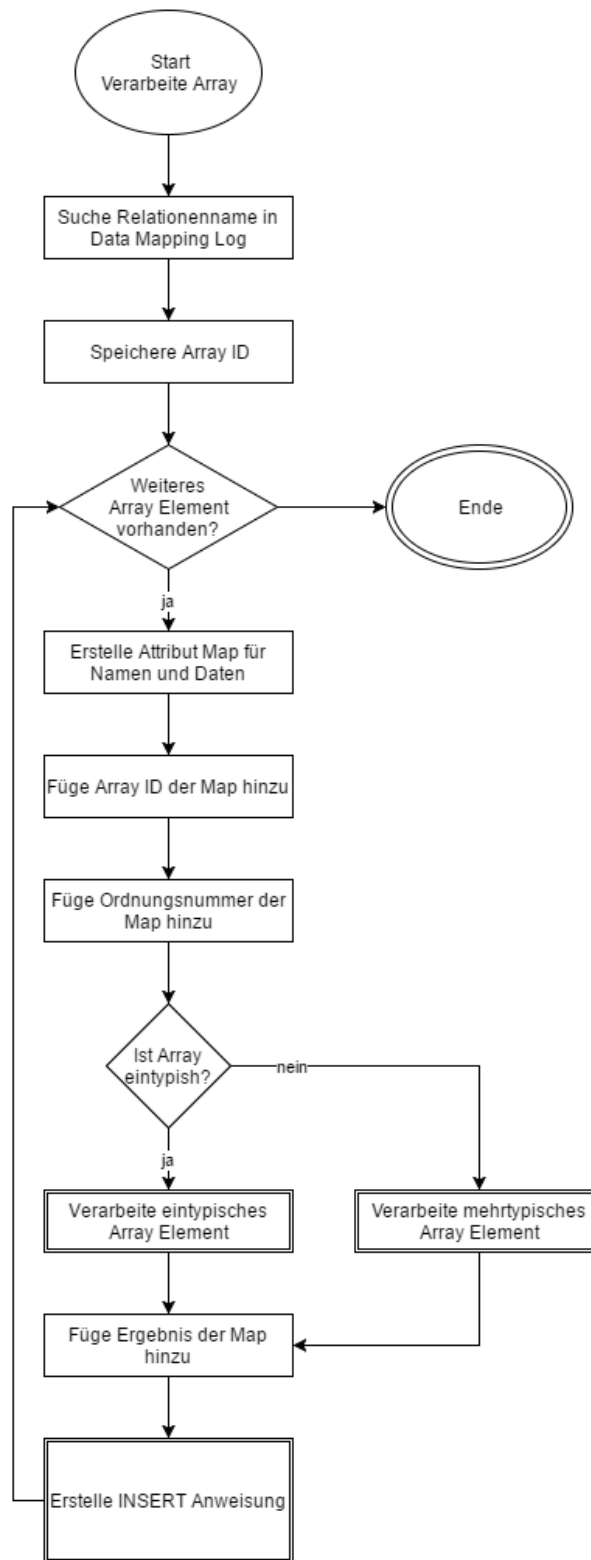 Start
Verarbeite Array
Suche Relationenname in
Data Mapping Log
Speichere Array ID
Weiteres
Array Element
vorhanden?
Ende
ja
Erstelle Attribut Map für
Namen und Daten
Füge Array ID der Map hinzu
Füge Ordnungsnummer der
Map hinzu
Ist Array
eintypish?
nein
ja
Verarbeite eintypisches
Array Element
Verarbeite mehrtypisches
Array Element
Füge Ergebnis der Map
hinzu
Erstelle INSERT Anweisung